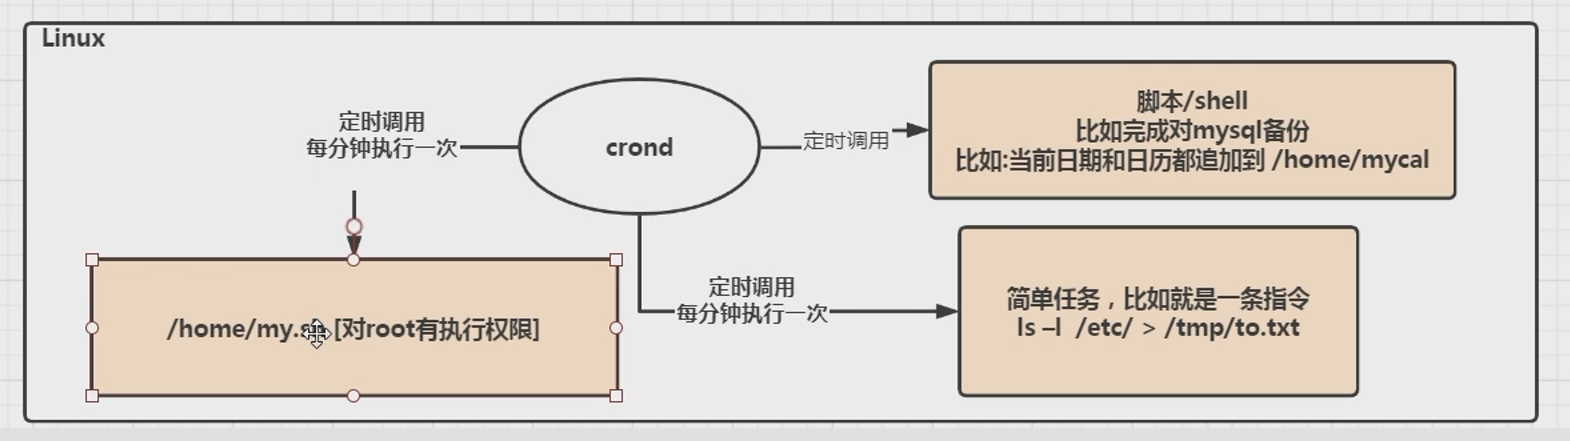 Linux
定时调用
每分钟执行一次
crond
定时调用
脚本/shell
比如完成对mysql备份
比如:当前日期和日历都追加到 /home/mycal
/home/my. [对root有执行权限]
定时调用
每分钟执行一次
简单任务，比如就是一条指令
ls –l /etc/ > /tmp/to.txt